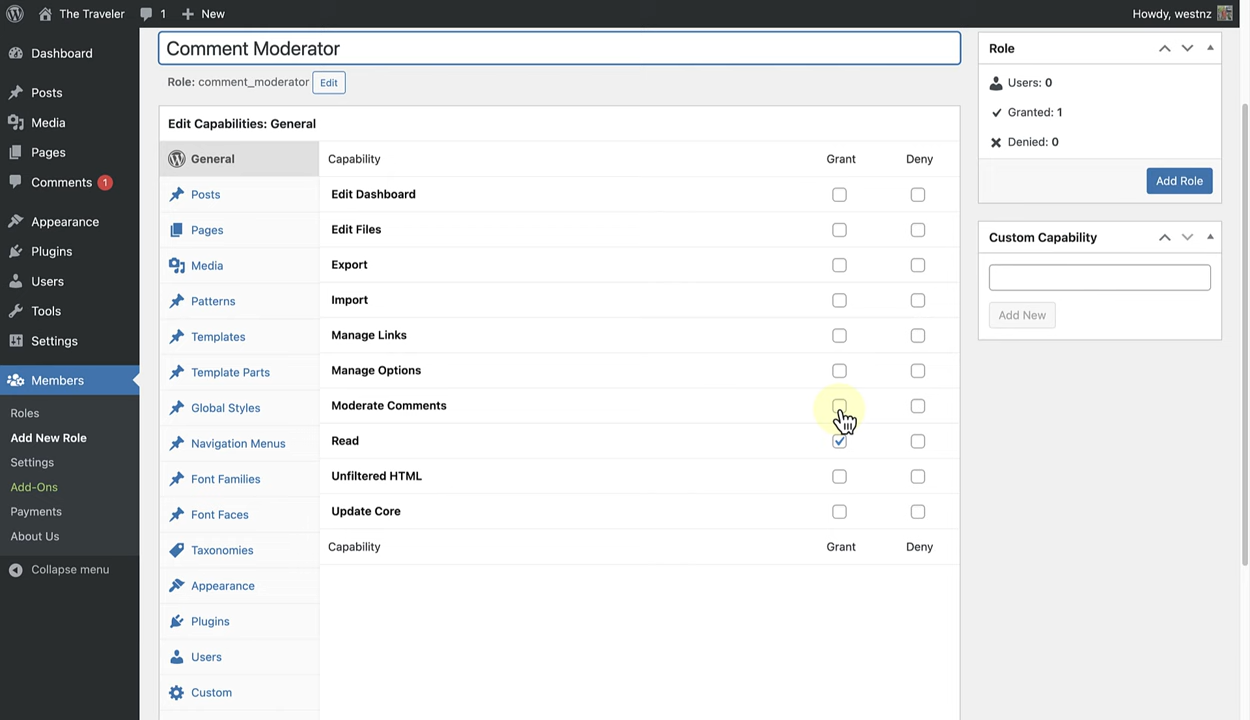 The Traveler
1
New
Howdy, westnz
Dashboard
Posts
Media
Pages
Comments 1
Appearance
Plugins
Users
Tools
Settings
Members
Roles
Add New Role
Settings
Add-Ons
Payments
About Us
Collapse menu
Comment Moderator
Role: comment_moderator Edit
Edit Capabilities: General
General
Posts
Pages
Media
Patterns
Templates
Template Parts
Global Styles
Navigation Menus
Font Families
Font Faces
Taxonomies
Appearance
Plugins
Users
Custom
Capability Grant Deny
Edit Dashboard
Edit Files
Export
Import
Manage Links
Manage Options
Moderate Comments
Read
Unfiltered HTML
Update Core
Capability Grant Deny
Role
Users: 0
Granted: 1
Denied: 0
Add Role
Custom Capability
Add New